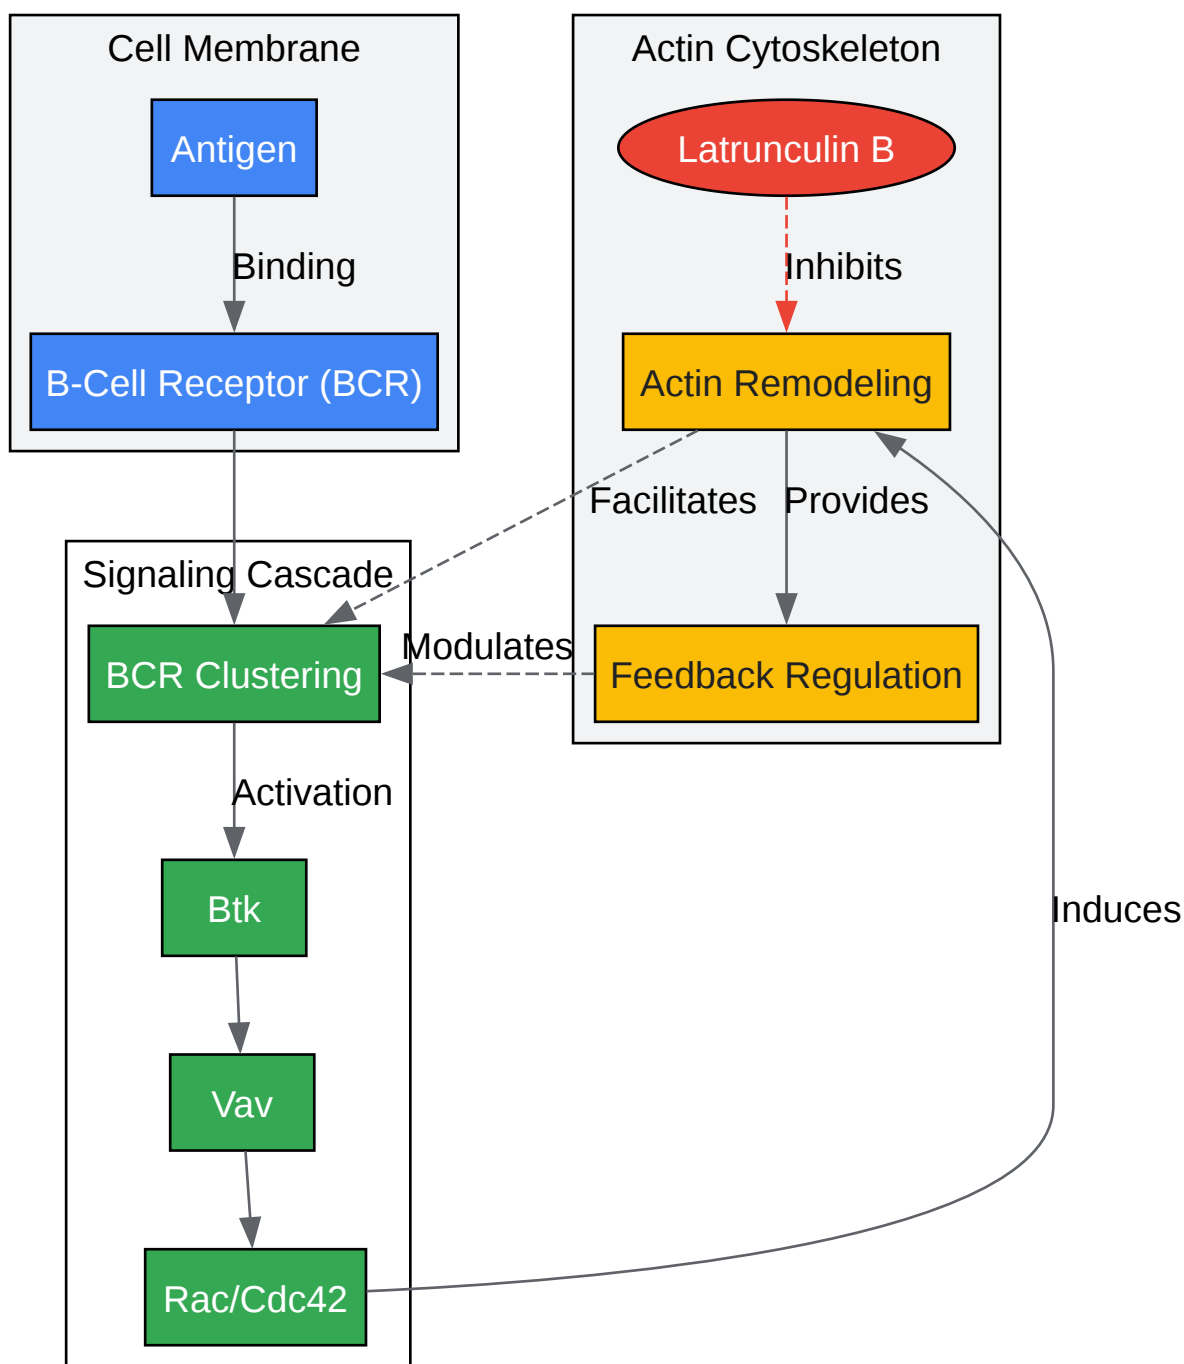 Cell Membrane
Antigen
Binding
B-Cell Receptor (BCR)
Actin Cytoskeleton
Latrunculin B
Inhibits
Actin Remodeling
Facilitates
Provides
Feedback Regulation
Modulates
Signaling Cascade
BCR Clustering
Activation
Btk
Vav
Rac/Cdc42
Induces